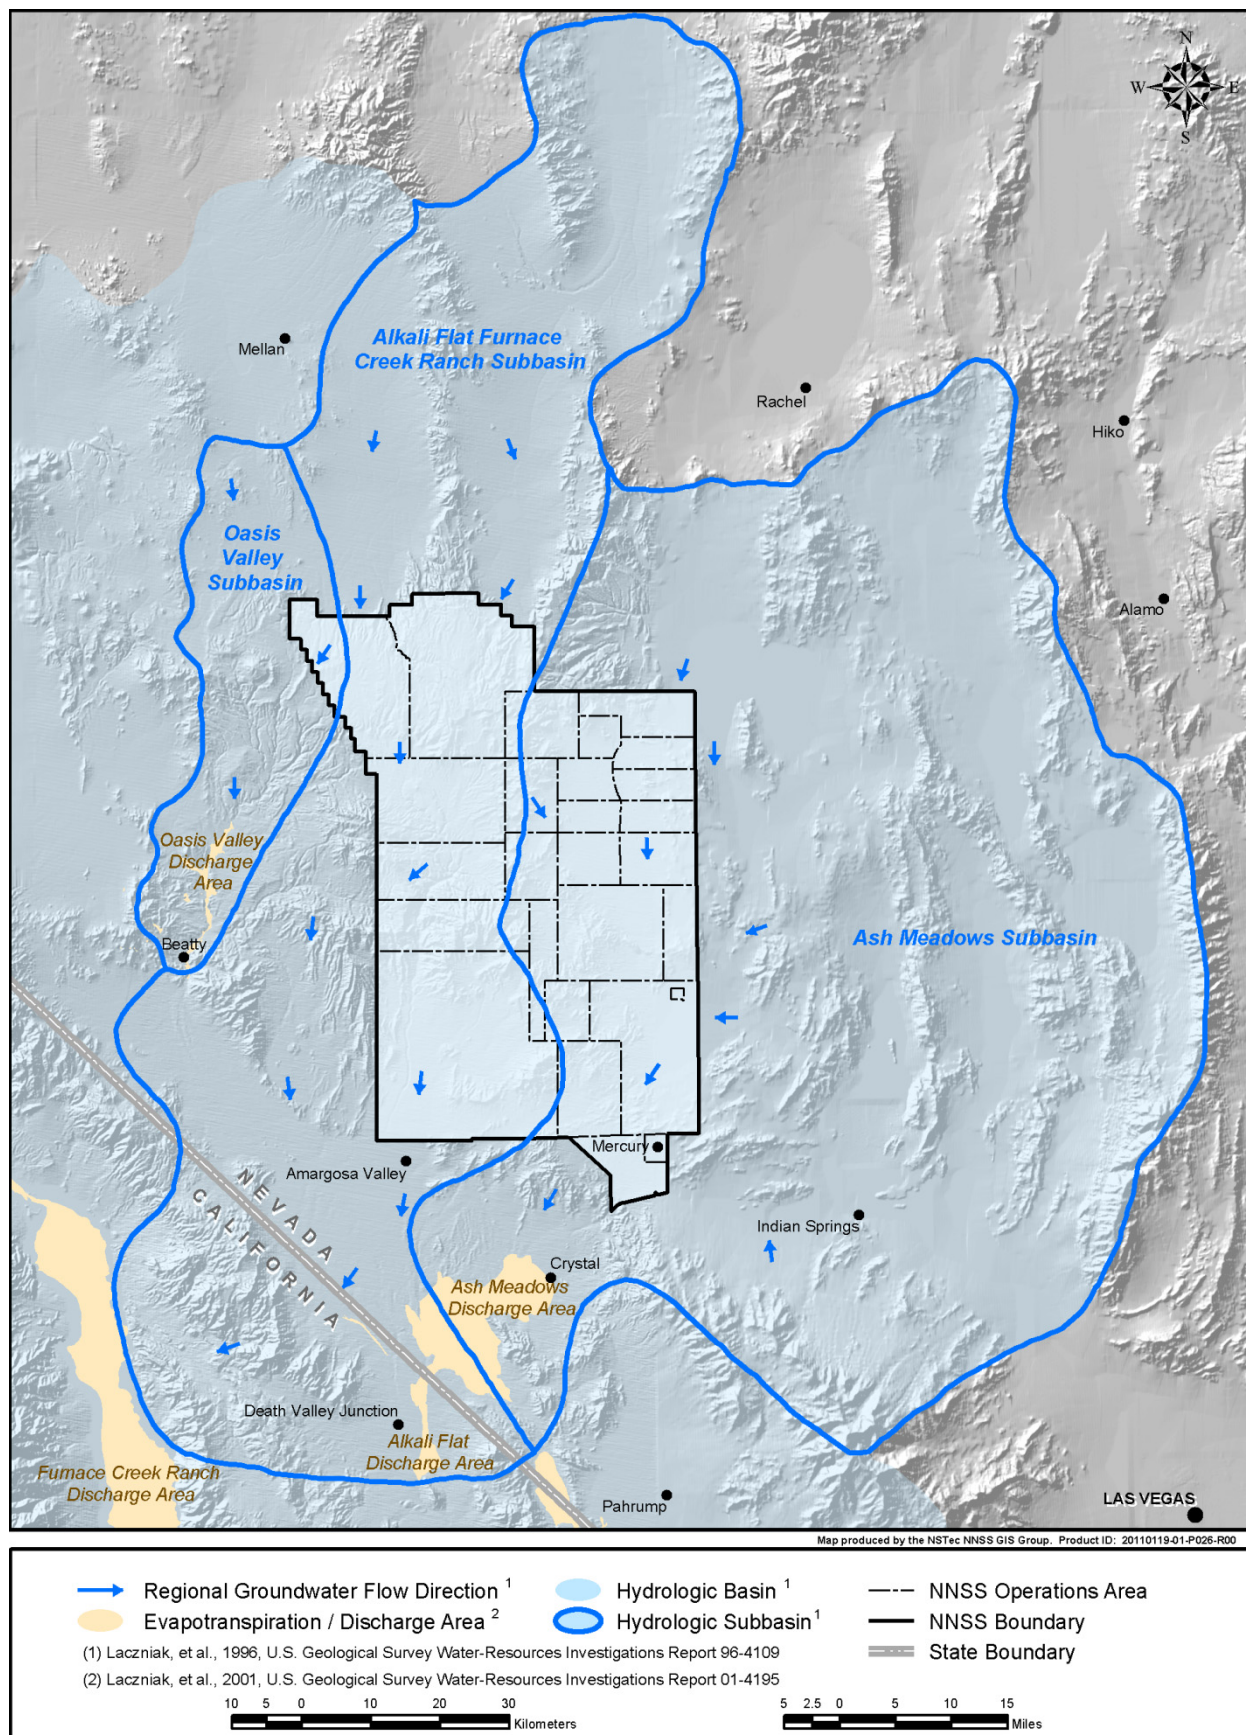 N
W E
S
Alkali Flat Furnace
Creek Ranch Subbasin
Mellan
Rachel
Hiko
Oasis
Valley
Subbasin
Alamo
Oasis Valley
Discharge
Area
Ash Meadows Subbasin
Beatty
Mercury
Amargosa Valley
NEVADA
CALIFORNIA
Indian Springs
Crystal
Ash Meadows
Discharge Area
Death Valley Junction
Alkali Flat
Discharge Area
Furnace Creek Ranch
Discharge Area
Pahrump
LAS VEGAS
Map produced by the NSTec NNSS GIS Group. Product ID: 20110119-01-P026-R00
Regional Groundwater Flow Direction 1
Hydrologic Basin 1
NNSS Operations Area
Evapotranspiration / Discharge Area 2
Hydrologic Subbasin 1
NNSS Boundary
State Boundary
(1) Laczniak, et al., 1996, U.S. Geological Survey Water-Resources Investigations Report 96-4109
(2) Laczniak, et al., 2001, U.S. Geological Survey Water-Resources Investigations Report 01-4195
10 5 0 10 20 30
Kilometers
5 2.5 0 5 10 15
Miles